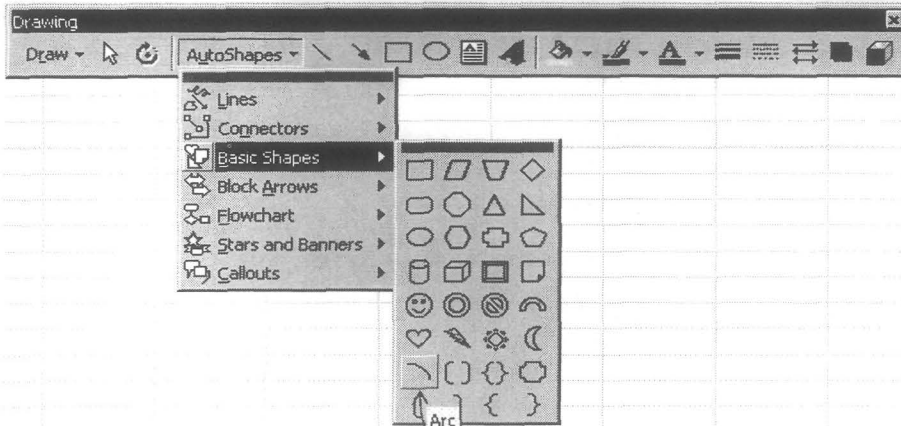 Drawing
Draw AutoShapes A
Lines
Connectors
Basic Shapes
Block Arrows
Flowchart
Stars and Banners
Callouts
Arc